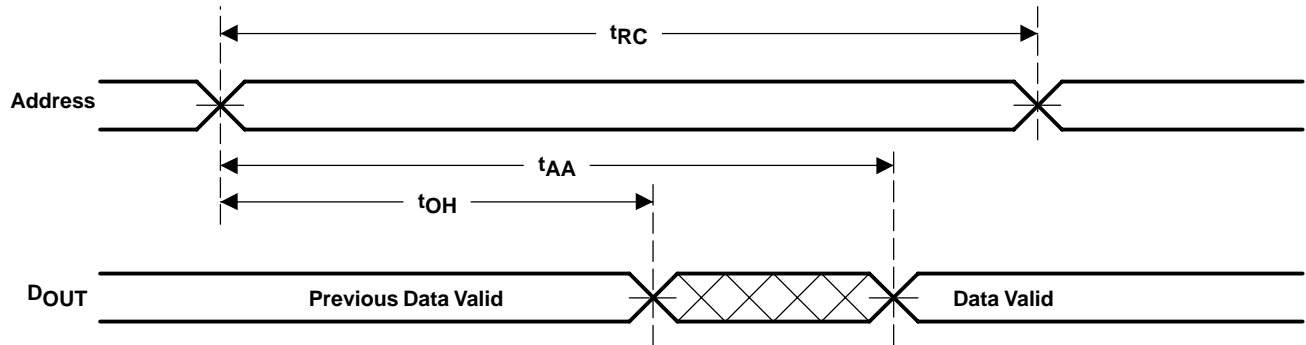 tRC
Address
tAA
tOH
DOUT
Previous Data Valid
Data Valid